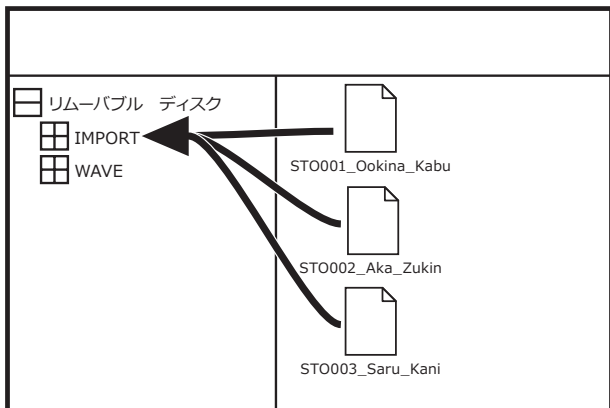 リムーバブル　ディスク
IMPORT
WAVE
STO001_Ookina_Kabu
STO002_Aka_Zukin
STO003_Saru_Kani